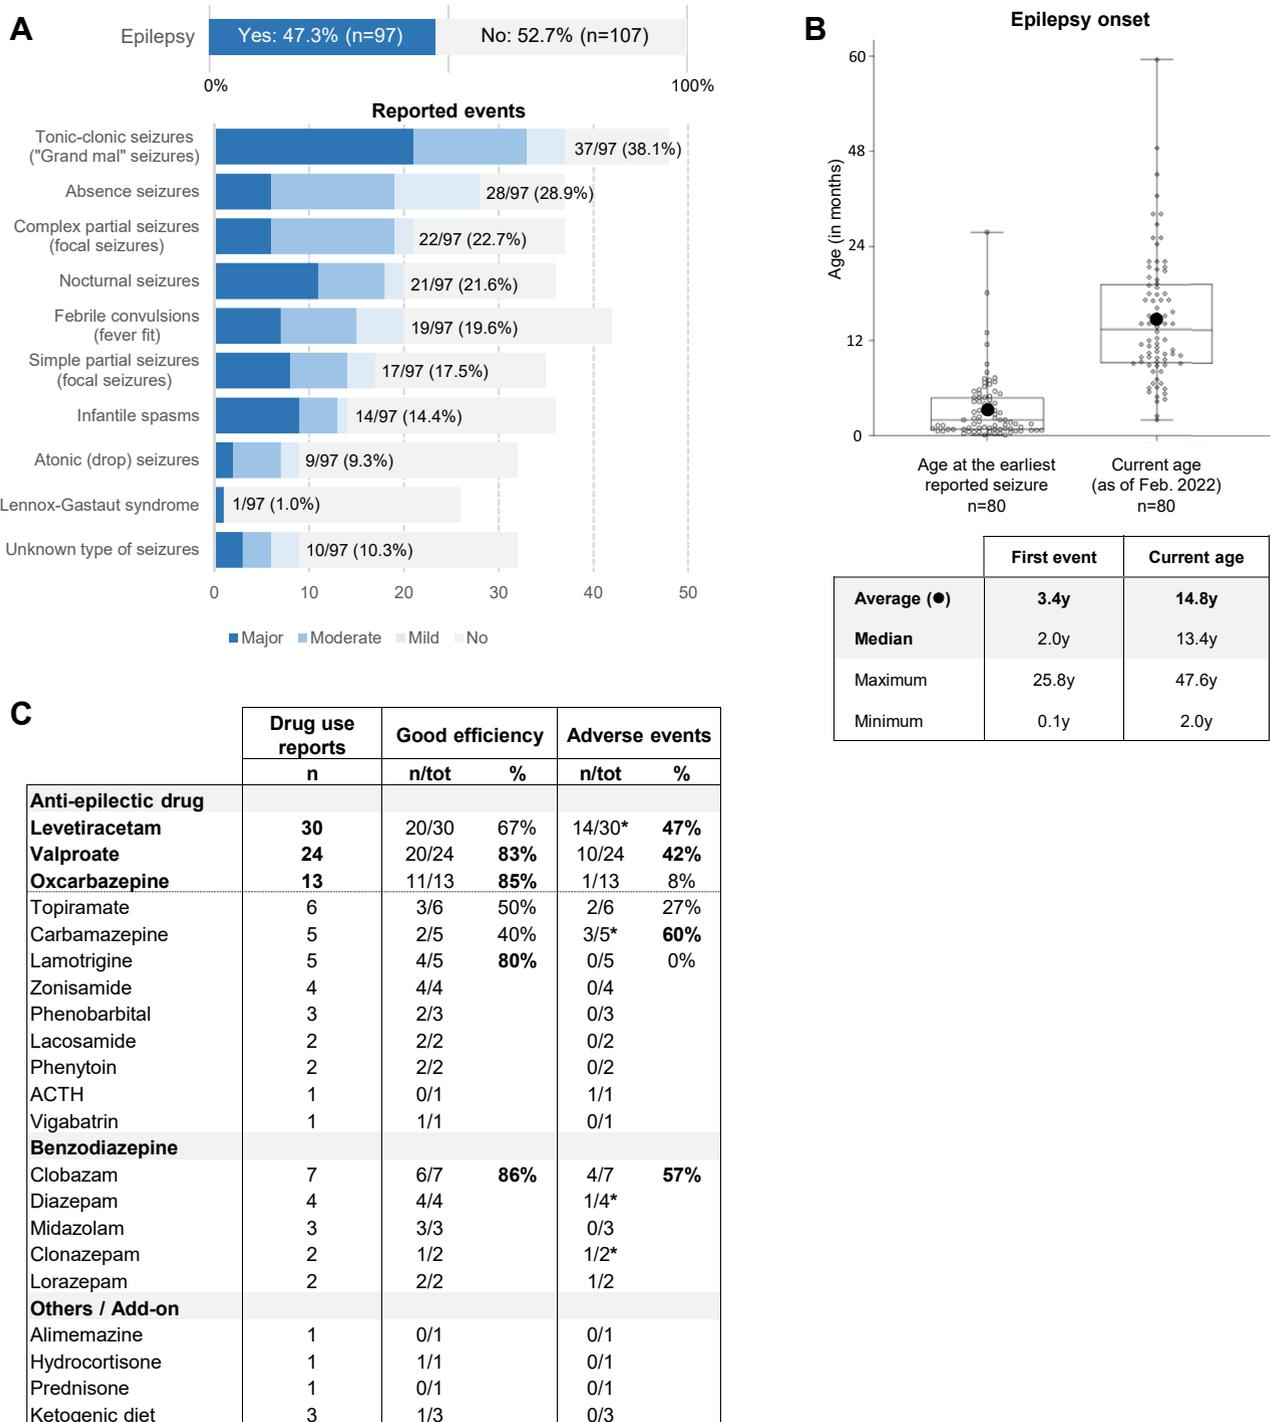 A
Epilepsy
Yes: 47.3% (n=97)
No: 52.7% (n=107)
0%
100%
Reported events
Tonic-clonic seizures
("Grand mal" seizures)
37/97 (38.1%)
Absence seizures
28/97 (28.9%)
Complex partial seizures
(focal seizures)
22/97 (22.7%)
Nocturnal seizures
21/97 (21.6%)
Febrile convulsions
(fever fit)
19/97 (19.6%)
Simple partial seizures
(focal seizures)
17/97 (17.5%)
Infantile spasms
14/97 (14.4%)
Atonic (drop) seizures
9/97 (9.3%)
Lennox-Gastaut syndrome
1/97 (1.0%)
Unknown type of seizures
10/97 (10.3%)
0 10 20 30 40 50
Major Moderate Mild No
B
Epilepsy onset
Age (in months)
60
48
24
12
0
Age at the earliest
reported seizure
n=80
Current age
(as of Feb. 2022)
n=80
First event Current age
Average (●) 3.4y 14.8y
Median 2.0y 13.4y
Maximum 25.8y 47.6y
Minimum 0.1y 2.0y
C
Drug use
reports
Good efficiency
Adverse events
n n/tot % n/tot %
Anti-epilectic drug
Levetiracetam 30 20/30 67% 14/30* 47%
Valproate 24 20/24 83% 10/24 42%
Oxcarbazepine 13 11/13 85% 1/13 8%
Topiramate 6 3/6 50% 2/6 27%
Carbamazepine 5 2/5 40% 3/5* 60%
Lamotrigine 5 4/5 80% 0/5 0%
Zonisamide 4 4/4 0/4
Phenobarbital 3 2/3 0/3
Lacosamide 2 2/2 0/2
Phenytoin 2 2/2 0/2
ACTH 1 0/1 1/1
Vigabatrin 1 1/1 0/1
Benzodiazepine
Clobazam 7 6/7 86% 4/7 57%
Diazepam 4 4/4 1/4*
Midazolam 3 3/3 0/3
Clonazepam 2 1/2 1/2*
Lorazepam 2 2/2 1/2
Others / Add-on
Alimemazine 1 0/1 0/1
Hydrocortisone 1 1/1 0/1
Prednisone 1 0/1 0/1
Ketogenic diet 3 1/3 0/3